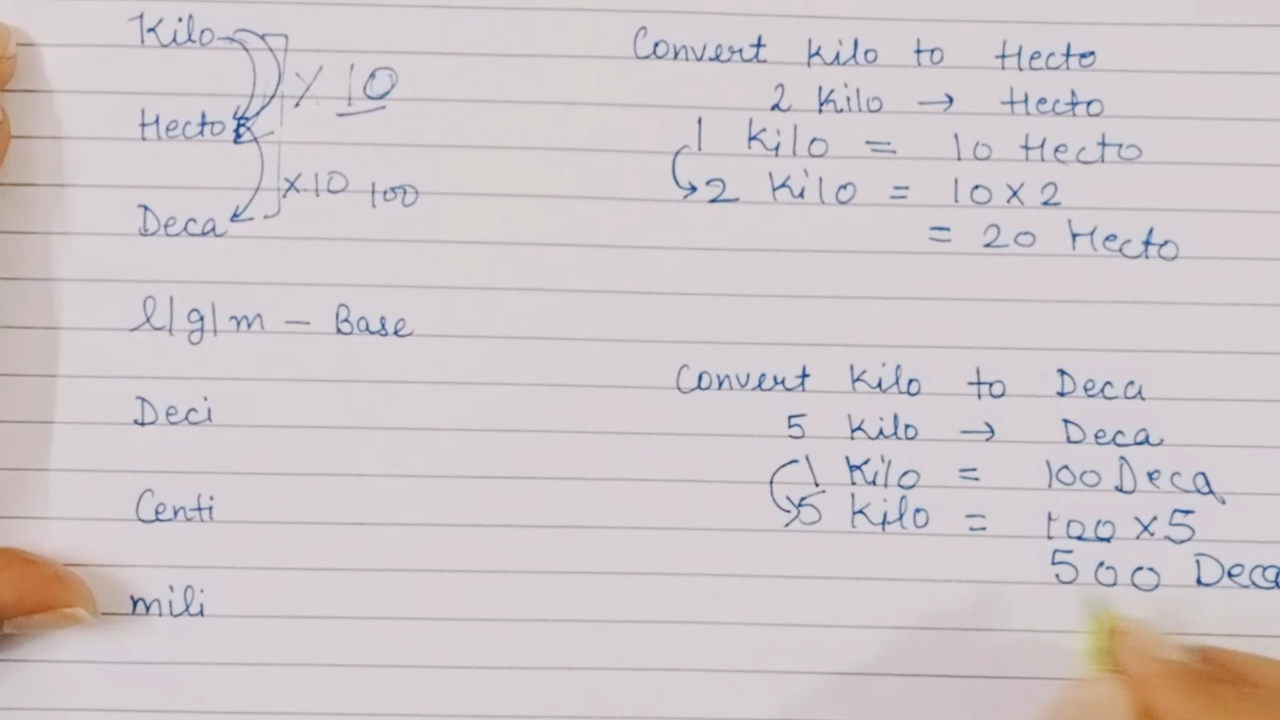 Kilo
× 10
Hecto
×10 100
Deca
l/g/m - Base
Deci
Centi
mili
Convert Kilo to Hecto
2 Kilo → Hecto
1 Kilo = 10 Hecto
2 Kilo = 10 × 2
= 20 Hecto
Convert Kilo to Deca
5 Kilo → Deca
1 Kilo = 100 Deca
5 Kilo = 100 × 5
500 Deca